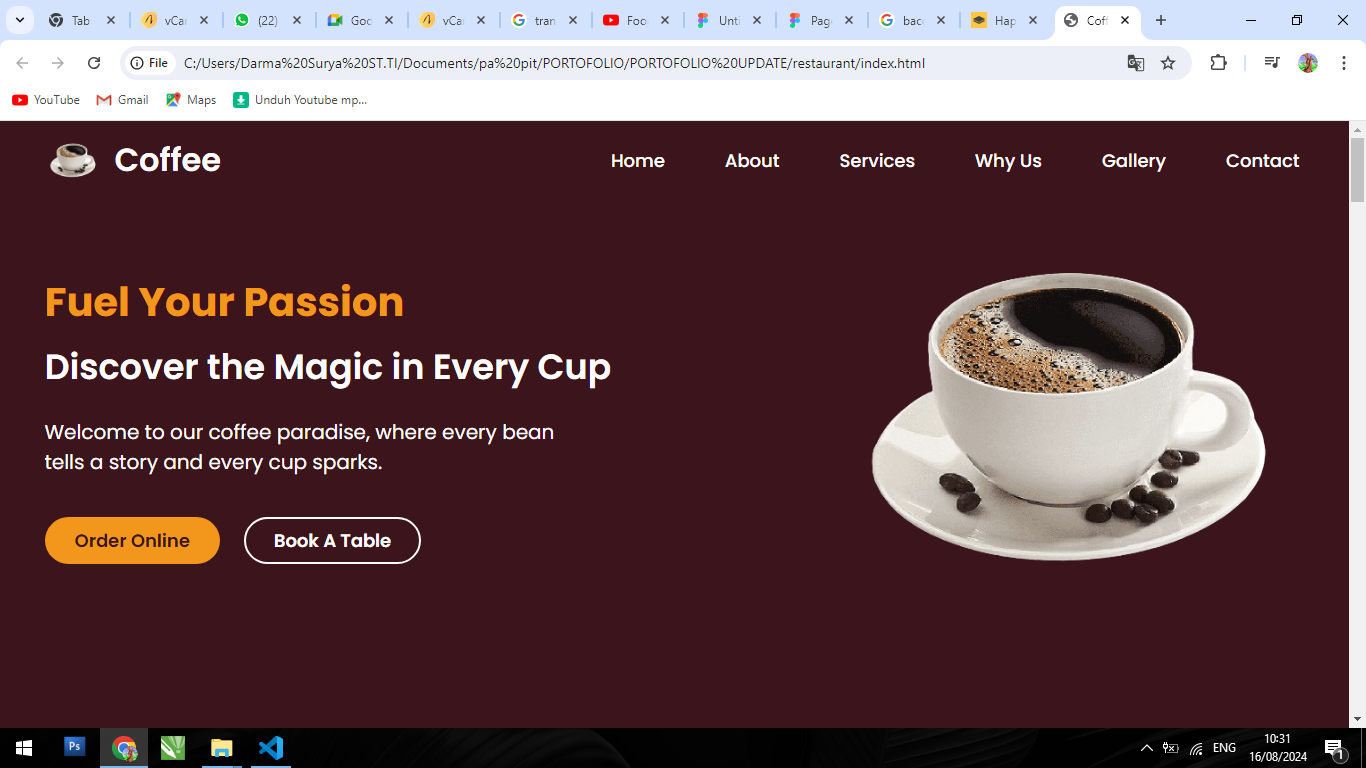 Tab
vCar
(22)
Goo
vCar
tran
Foo
Unti
Page
bac
Hap
Coff
File
C:/Users/Darma%20Surya%20ST.TI/Documents/pa%20pit/PORTOFOLIO/PORTOFOLIO%20UPDATE/restaurant/index.html
YouTube
Gmail
Maps
Unduh Youtube mp...
Coffee
Home
About
Services
Why Us
Gallery
Contact
Fuel Your Passion
Discover the Magic in Every Cup
Welcome to our coffee paradise, where every bean
tells a story and every cup sparks.
Order Online
Book A Table
Ps
ENG
10:31
16/08/2024
1